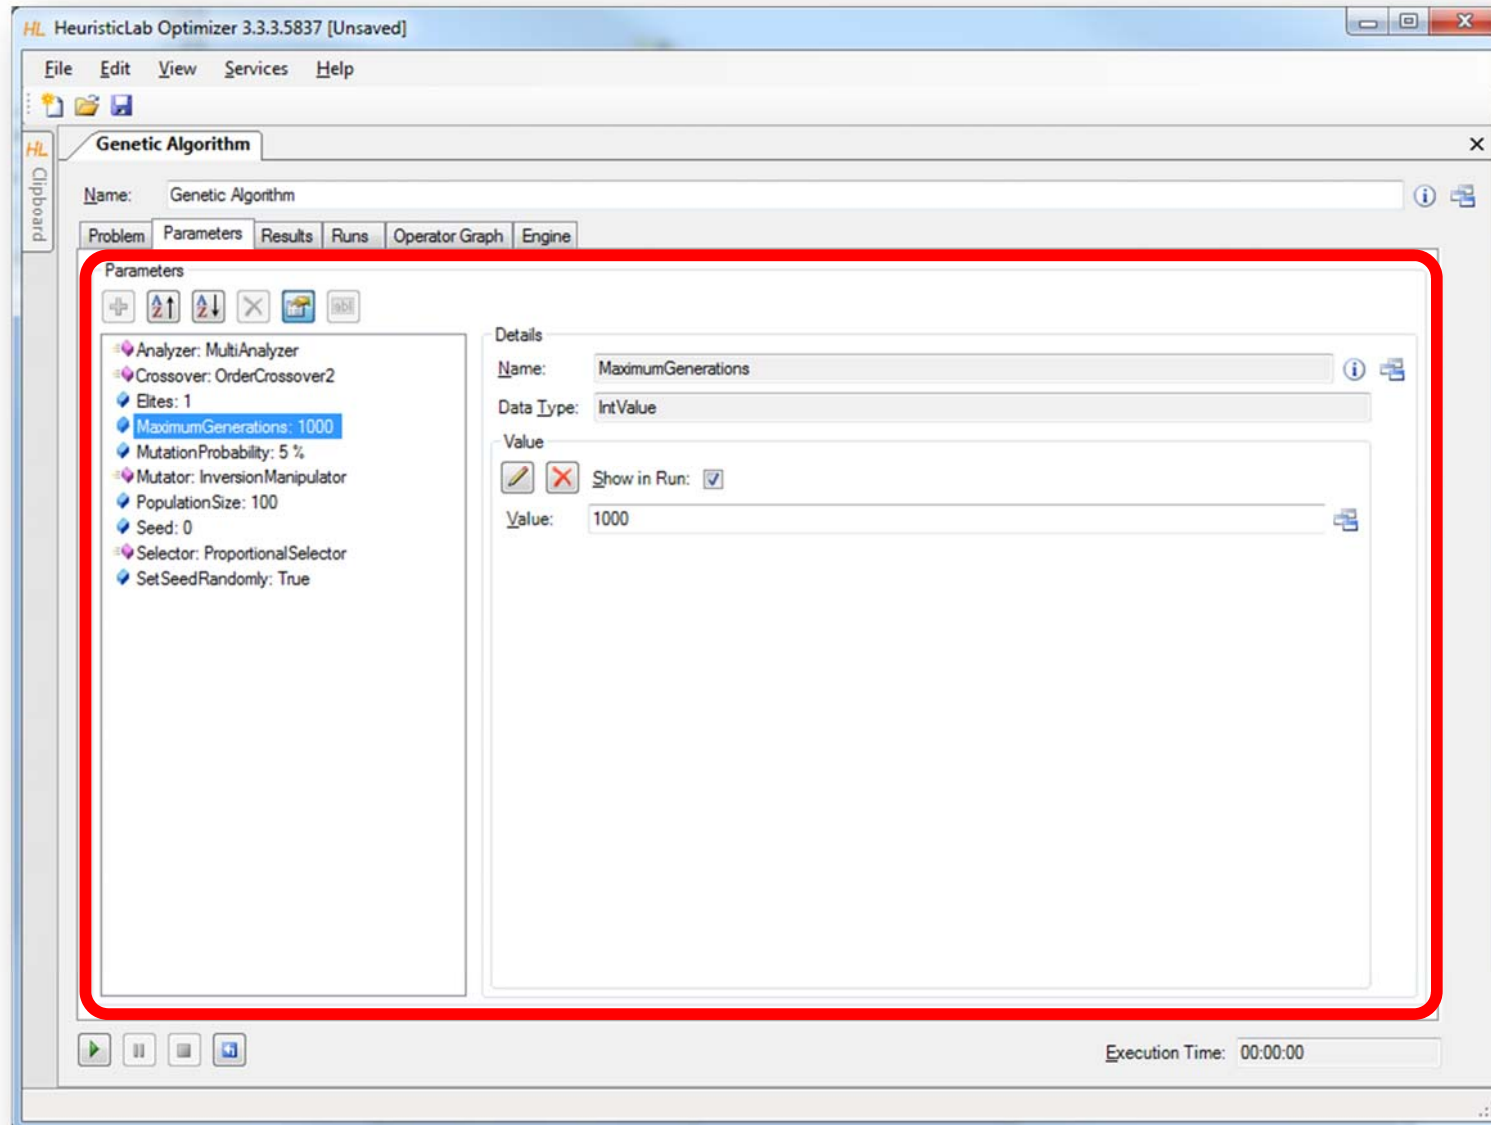 HL HeuristicLab Optimizer 3.3.3.5837 [Unsaved]
File Edit View Services Help
HL Clipboard
Genetic Algorithm
Name: Genetic Algorithm
Problem Parameters Results Runs Operator Graph Engine
Parameters
Analyzer: MultiAnalyzer
Crossover: OrderCrossover2
Elites: 1
MaximumGenerations: 1000
MutationProbability: 5 %
Mutator: InversionManipulator
PopulationSize: 100
Seed: 0
Selector: ProportionalSelector
SetSeedRandomly: True
Details
Name: MaximumGenerations
Data Type: IntValue
Value
Show in Run:
Value: 1000
Execution Time: 00:00:00